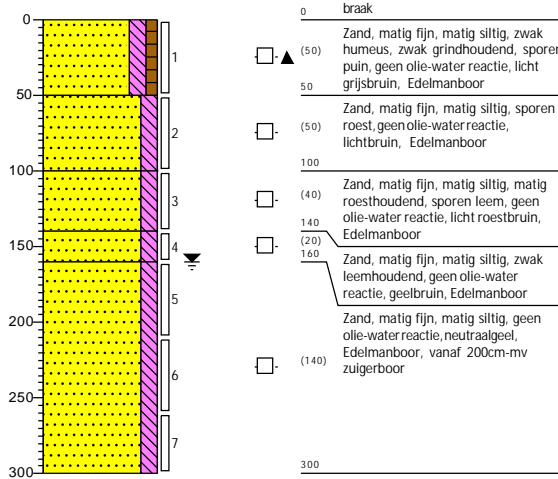 0
50
100
150
200
250
300
1
2
3
4
5
6
7
0 braak
(50)
Zand, matig fijn, matig siltig, zwak
humeus, zwak grindhoudend, sporen
puin, geen olie-water reactie, licht
grijsbruin, Edelmanboor
50
(50)
Zand, matig fijn, matig siltig, sporen
roest, geen olie-water reactie,
lichtbruin, Edelmanboor
100
(40)
Zand, matig fijn, matig siltig, matig
roesthoudend, sporen leem, geen
olie-water reactie, licht roestbruin,
Edelmanboor
140
(20)
Zand, matig fijn, matig siltig, zwak
leemhoudend, geen olie-water
reactie, geelbruin, Edelmanboor
160
(140)
Zand, matig fijn, matig siltig, geen
olie-water reactie, neutraalgeel,
Edelmanboor, vanaf 200cm-mv
zuigerboor
300